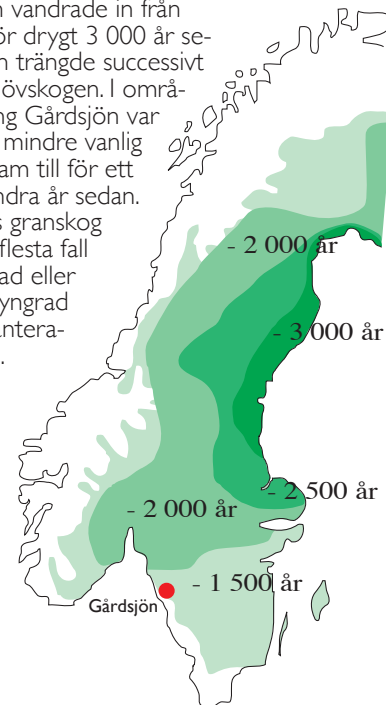 vandrade in från
ör drygt 3 000 år se-
n trängde successivt
övskogen. I områ-
ng Gårdsjön var
mindre vanlig
am till för ett
ndra år sedan.
s granskog
flesta fall
ad eller
yngrad
antera-
- 2 000 år
- 3 000 år
- 2 500 år
- 2 000 år
- 1 500 år
Gårdsjön